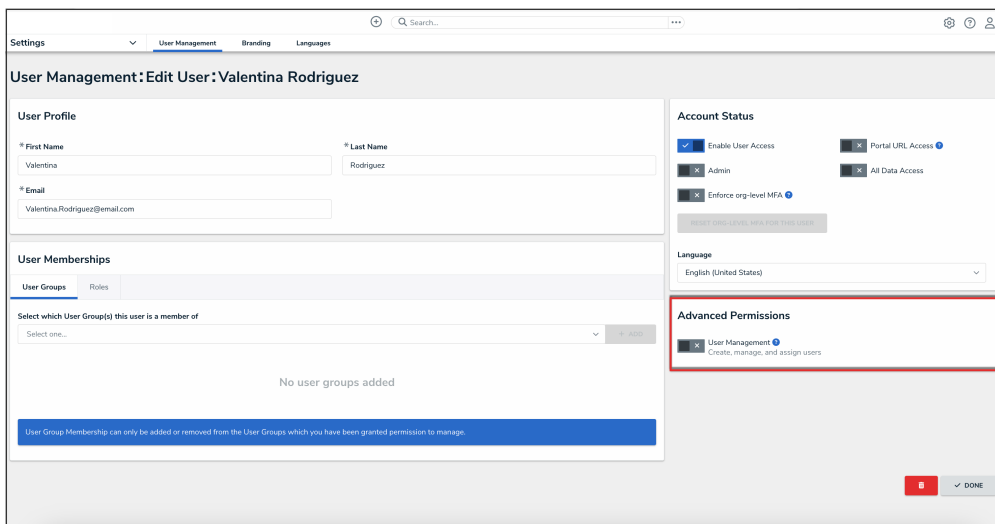 Search...
Settings
User Management
Branding
Languages
User Management:Edit User:Valentina Rodriguez
User Profile
* First Name
Valentina
* Last Name
Rodriguez
* Email
Valentina.Rodriguez@email.com
User Memberships
User Groups
Roles
Select which User Group(s) this user is a member of
Select one...
+ ADD
No user groups added
User Group Membership can only be added or removed from the User Groups which you have been granted permission to manage.
Account Status
Enable User Access
Portal URL Access
Admin
All Data Access
Enforce org-level MFA
RESET ORG-LEVEL MFA FOR THIS USER
Language
English (United States)
Advanced Permissions
User Management
Create, manage, and assign users
DONE